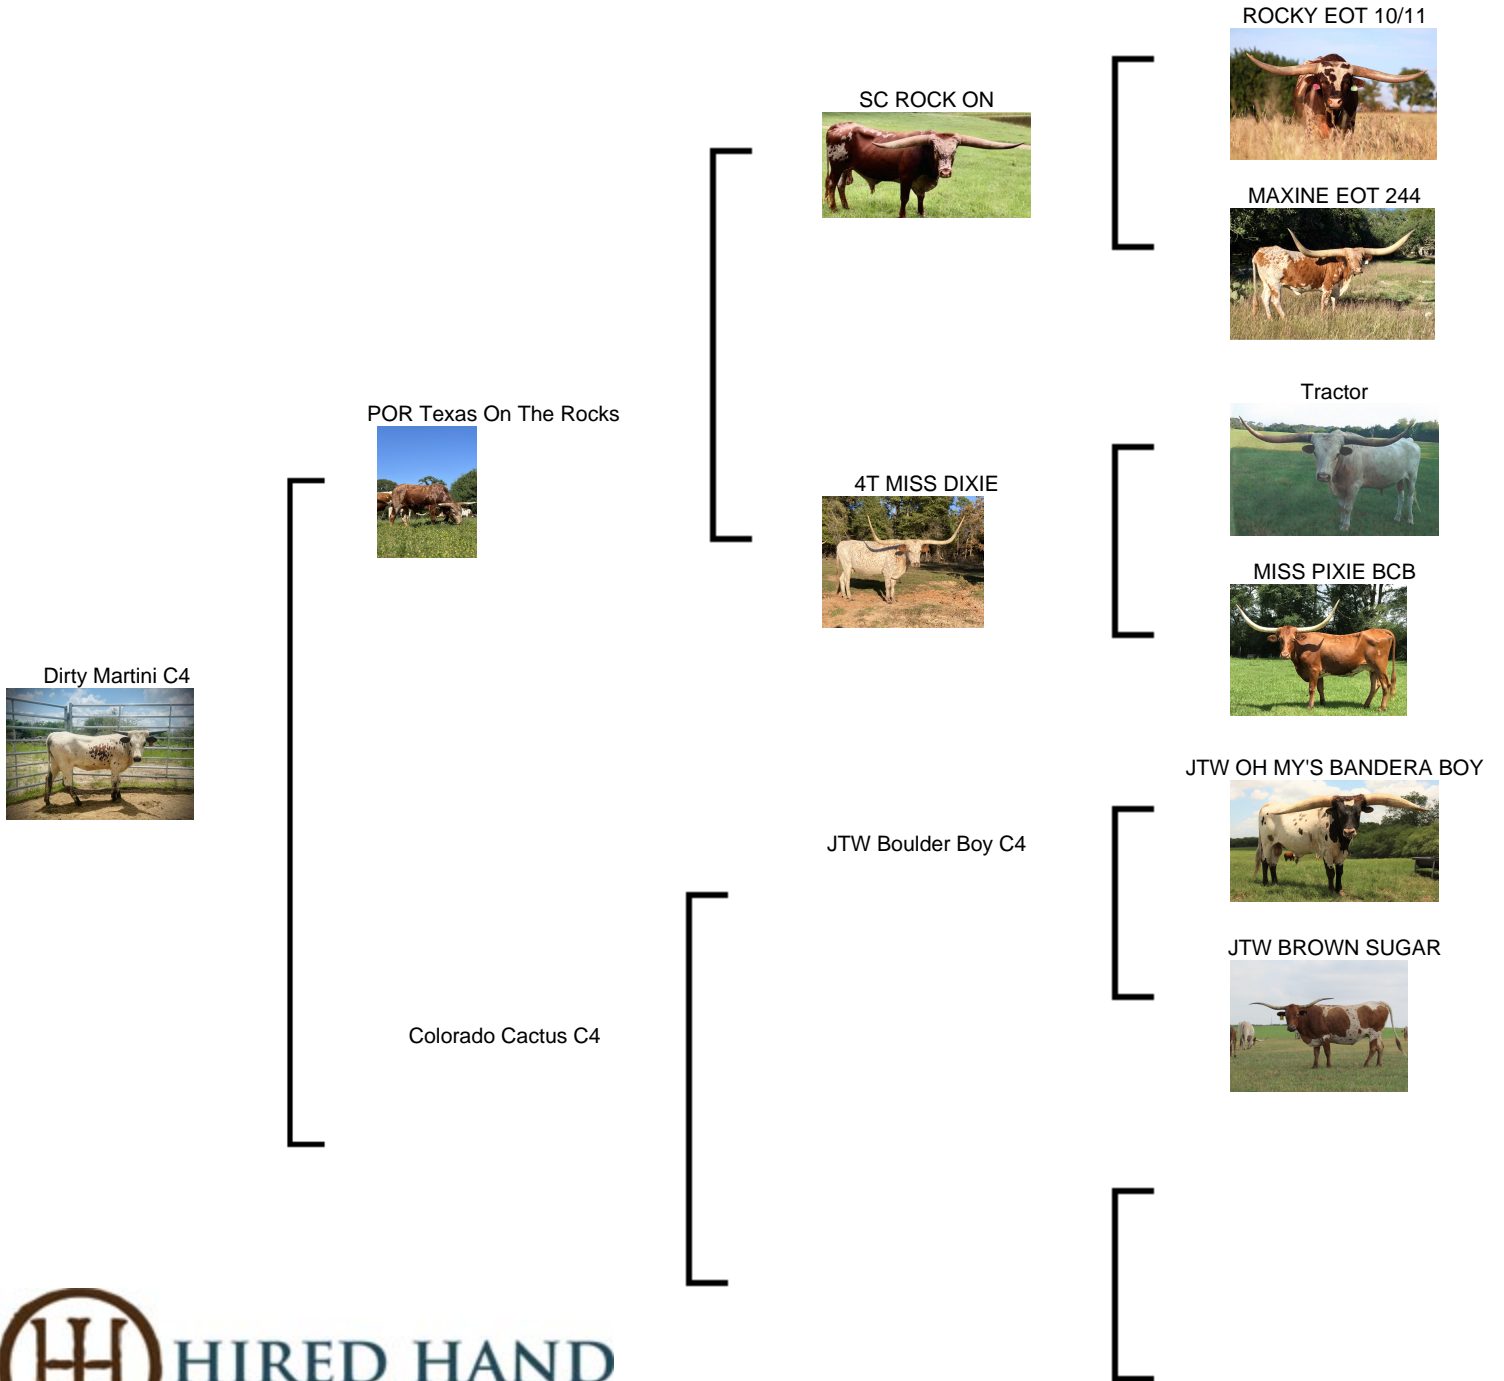 ROCKY EOT 10/11
SC ROCK ON
MAXINE EOT 244
Tractor
POR Texas On The Rocks
4T MISS DIXIE
MISS PIXIE BCB
Dirty Martini C4
JTW OH MY'S BANDERA BOY
JTW Boulder Boy C4
JTW BROWN SUGAR
Colorado Cactus C4
HIRED HAND